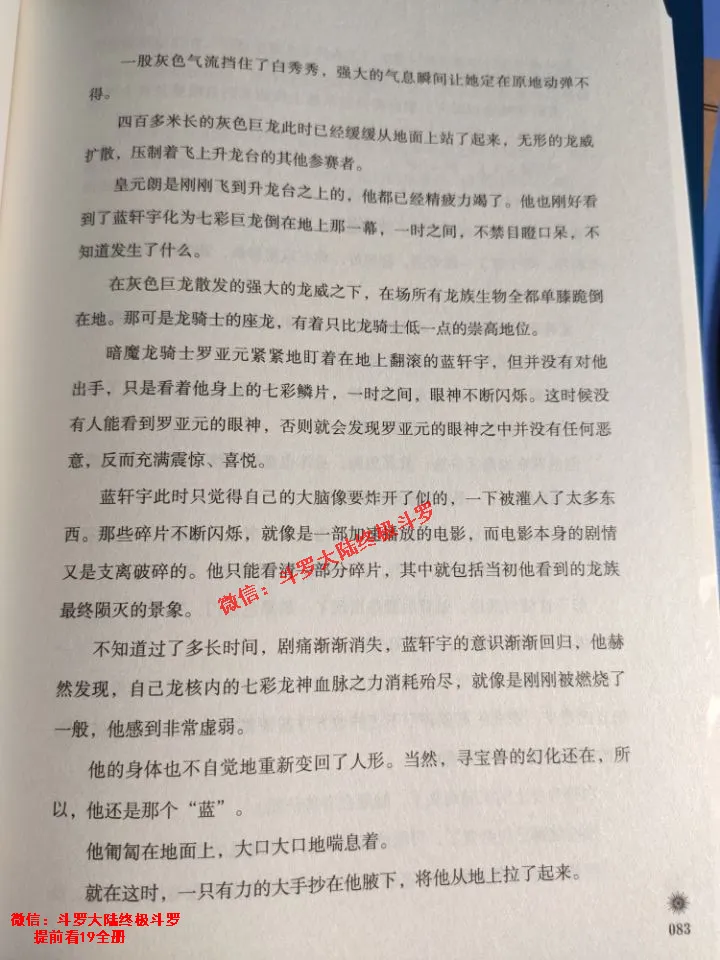 一股灰色气流挡住了白秀秀，强大的气息瞬间让她定在原地动弹不
得。
四百多米长的灰色巨龙此时已经缓缓从地面上站了起来，无形的龙威
扩散，压制着飞上升龙台的其他参赛者。
皇元朗是刚刚飞到升龙台之上的，他都已经精疲力竭了。他也刚好看
到了蓝轩宇化为七彩巨龙倒在地上那一幕，一时之间，不禁目瞪口呆，不
知道发生了什么。
在灰色巨龙散发的强大的龙威之下，在场所有龙族生物全都单膝跪倒
在地。那可是龙骑士的座龙，有着只比龙骑士低一点的崇高地位。
暗魔龙骑士罗亚元紧紧地盯着在地上翻滚的蓝轩宇，但并没有对他
出手，只是看着他身上的七彩鳞片，一时之间，眼神不断闪烁。这时候没
有人能看到罗亚元的眼神，否则就会发现罗亚元的眼神之中并没有任何恶
意，反而充满震惊、喜悦。
蓝轩宇此时只觉得自己的大脑像要炸开了似的，一下被灌入了太多东
西。那些碎片不断闪烁，就像是一部加速播放的电影，而电影本身的剧情
又是支离破碎的。他只能看清一部分碎片，其中就包括当初他看到的龙族
最终陨灭的景象。
微信：斗罗大陆终极斗罗
不知道过了多长时间，剧痛渐渐消失，蓝轩宇的意识渐渐回归，他赫
然发现，自己龙核内的七彩龙神血脉之力消耗殆尽，就像是刚刚被燃烧了
一般，他感到非常虚弱。
他的身体也不自觉地重新变回了人形。当然，寻宝兽的幻化还在，所
以，他还是那个“蓝”。
他匍匐在地面上，大口大口地喘息着。
就在这时，一只有力的大手抄在他腋下，将他从地上拉了起来。
微信：斗罗大陆终极斗罗
提前看19全册
083